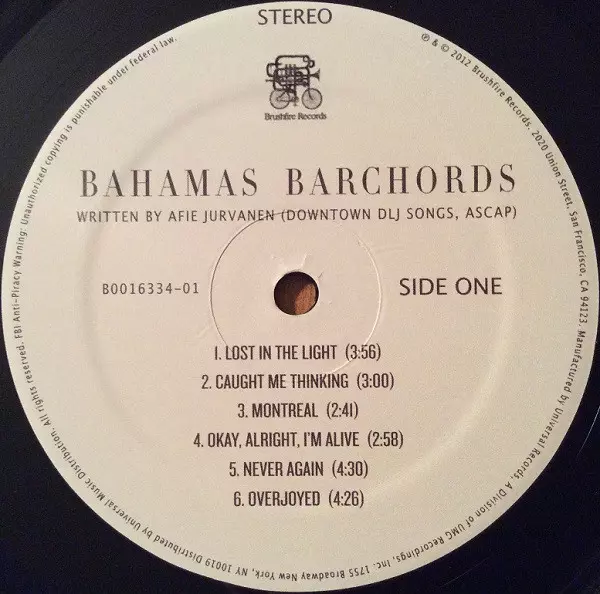 STEREO
Brushfire Records
BAHAMAS BARCHORDS
WRITTEN BY AFIE JURVANEN (DOWNTOWN DLJ SONGS, ASCAP)
B0016334-01
SIDE ONE
1. LOST IN THE LIGHT (3:56)
2. CAUGHT ME THINKING (3:00)
3. MONTREAL (2:41)
4. OKAY, ALRIGHT, I'M ALIVE (2:58)
5. NEVER AGAIN (4:30)
6. OVERJOYED (4:26)
℗ & © 2012 Brushfire Records. 2020 Union Street, San Francisco, CA 94123. Manufactured by Universal Records, A Division of UMG Recordings, Inc. 1755 Broadway New York, NY, 10019 Distributed by Universal Music Distribution. All rights reserved. FBI Anti-Piracy Warning: Unauthorized copying is punishable under federal law.